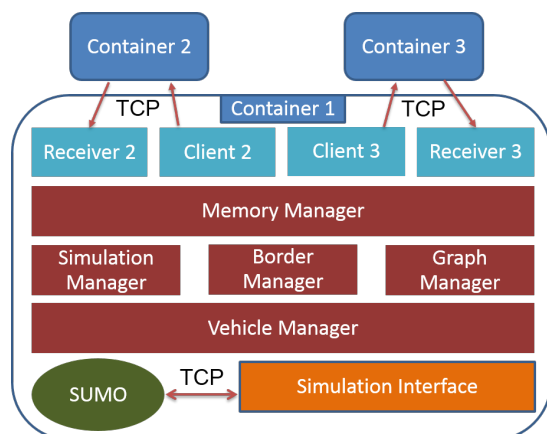 Container 2
Container 3
TCP
Container 1
TCP
Receiver 2
Client 2
Client 3
Receiver 3
Memory Manager
Simulation
Manager
Border
Manager
Graph
Manager
Vehicle Manager
SUMO
TCP
Simulation Interface